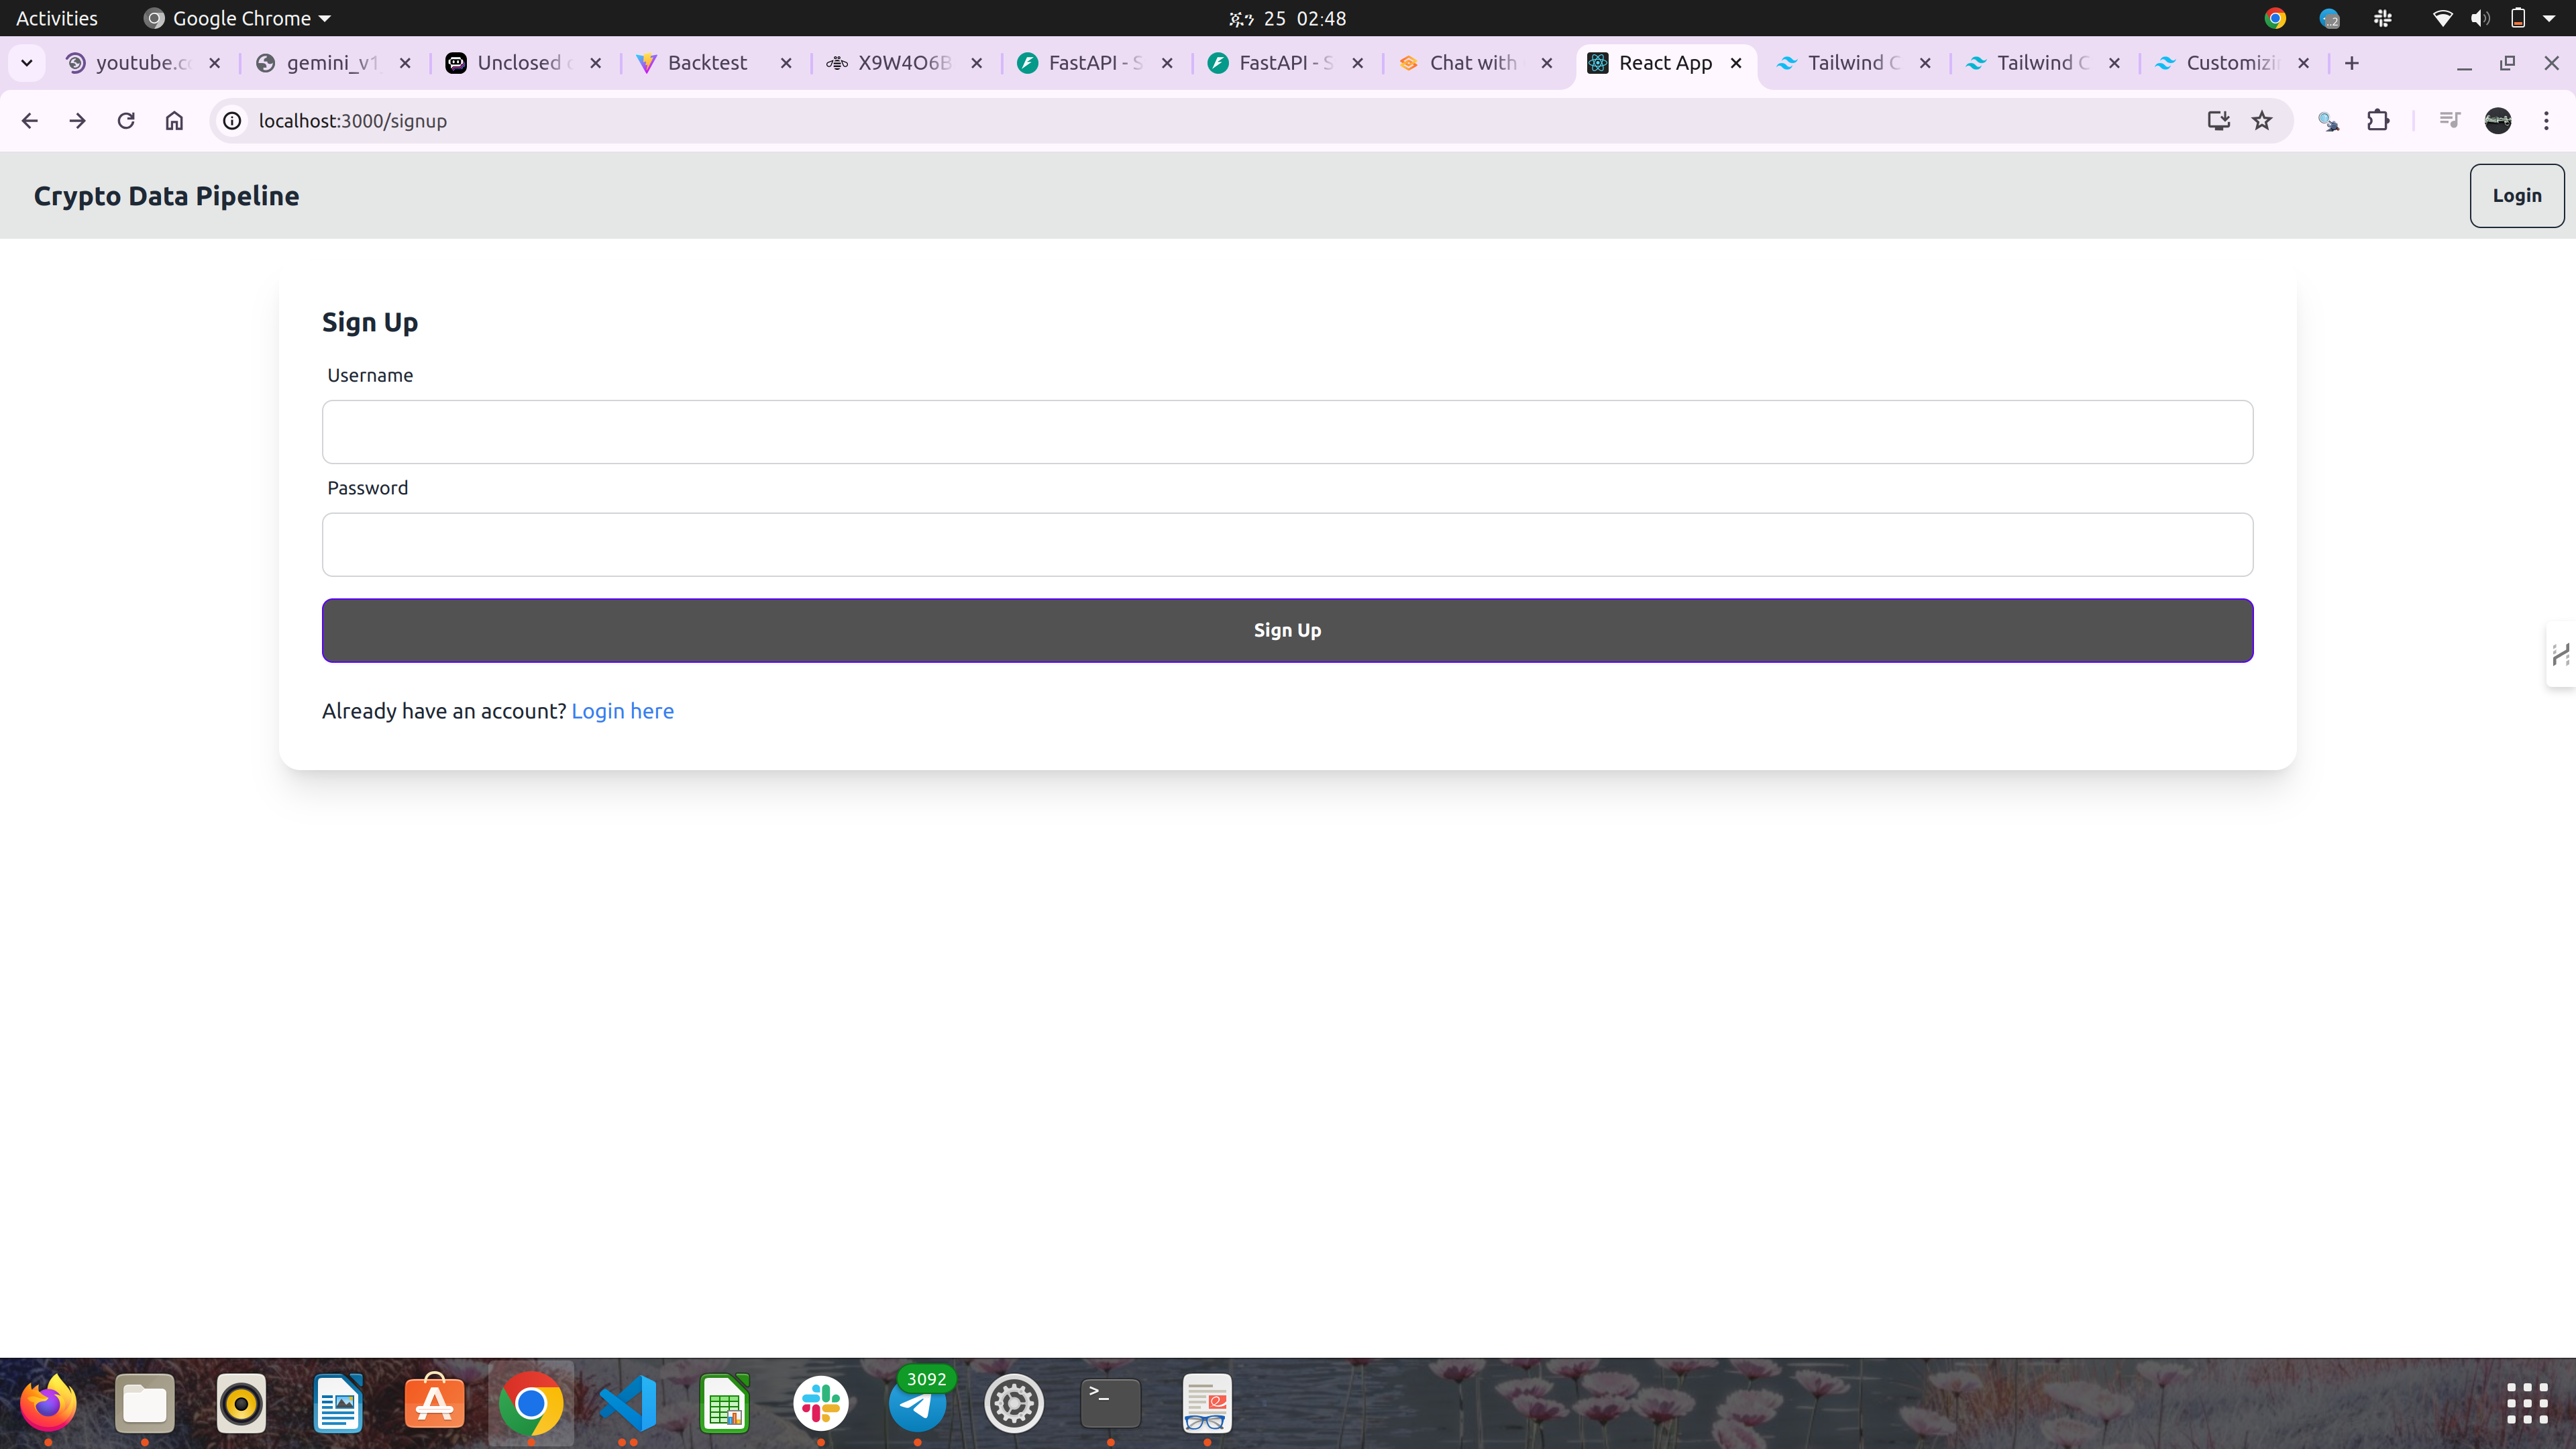 Activities
Google Chrome
25 02:48
youtube.co
gemini_v1
Unclosed
Backtest
X9W4O6B
FastAPI - S
FastAPI - S
Chat with
React App
Tailwind C
Tailwind C
Customizin
localhost:3000/signup
Crypto Data Pipeline
Login
Sign Up
Username
Password
Sign Up
Already have an account? Login here
3092